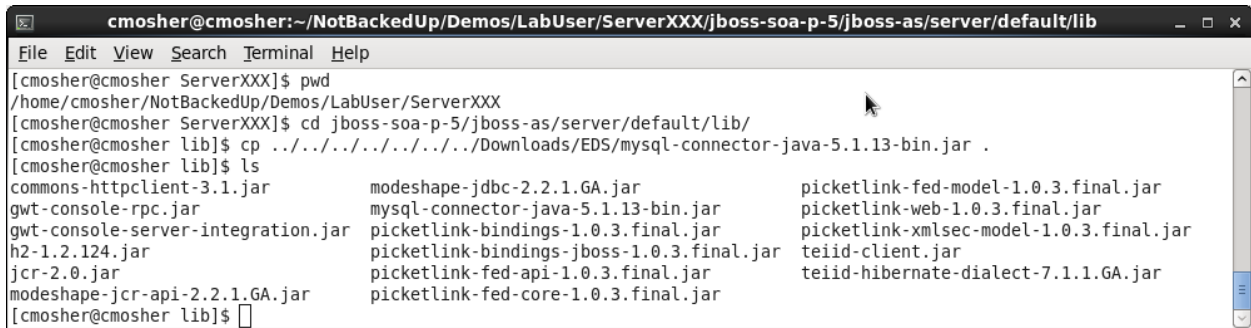 cmosher@cmosher:~/NotBackedUp/Demos/LabUser/ServerXXX/jboss-soa-p-5/jboss-as/server/default/lib
File Edit View Search Terminal Help
[cmosher@cmosher ServerXXX]$ pwd
/home/cmosher/NotBackedUp/Demos/LabUser/ServerXXX
[cmosher@cmosher ServerXXX]$ cd jboss-soa-p-5/jboss-as/server/default/lib/
[cmosher@cmosher lib]$ cp ../../../../../../../Downloads/EDS/mysql-connector-java-5.1.13-bin.jar .
[cmosher@cmosher lib]$ ls
commons-httpclient-3.1.jar modeshape-jdbc-2.2.1.GA.jar picketlink-fed-model-1.0.3.final.jar
gwt-console-rpc.jar mysql-connector-java-5.1.13-bin.jar picketlink-web-1.0.3.final.jar
gwt-console-server-integration.jar picketlink-bindings-1.0.3.final.jar picketlink-xmlsec-model-1.0.3.final.jar
h2-1.2.124.jar picketlink-bindings-jboss-1.0.3.final.jar teiid-client.jar
jcr-2.0.jar picketlink-fed-api-1.0.3.final.jar teiid-hibernate-dialect-7.1.1.GA.jar
modeshape-jcr-api-2.2.1.GA.jar picketlink-fed-core-1.0.3.final.jar
[cmosher@cmosher lib]$